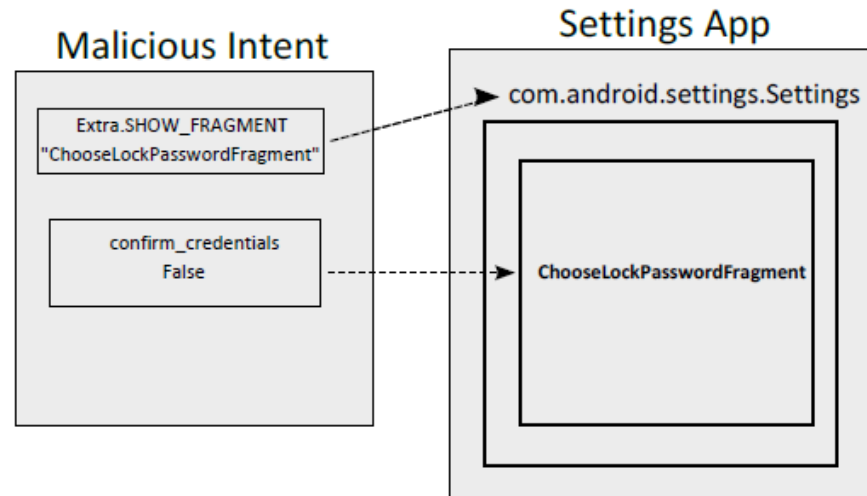 Malicious Intent
Extra.SHOW_FRAGMENT
"ChooseLockPasswordFragment"
confirm_credentials
False
Settings App
com.android.settings.Settings
ChooseLockPasswordFragment